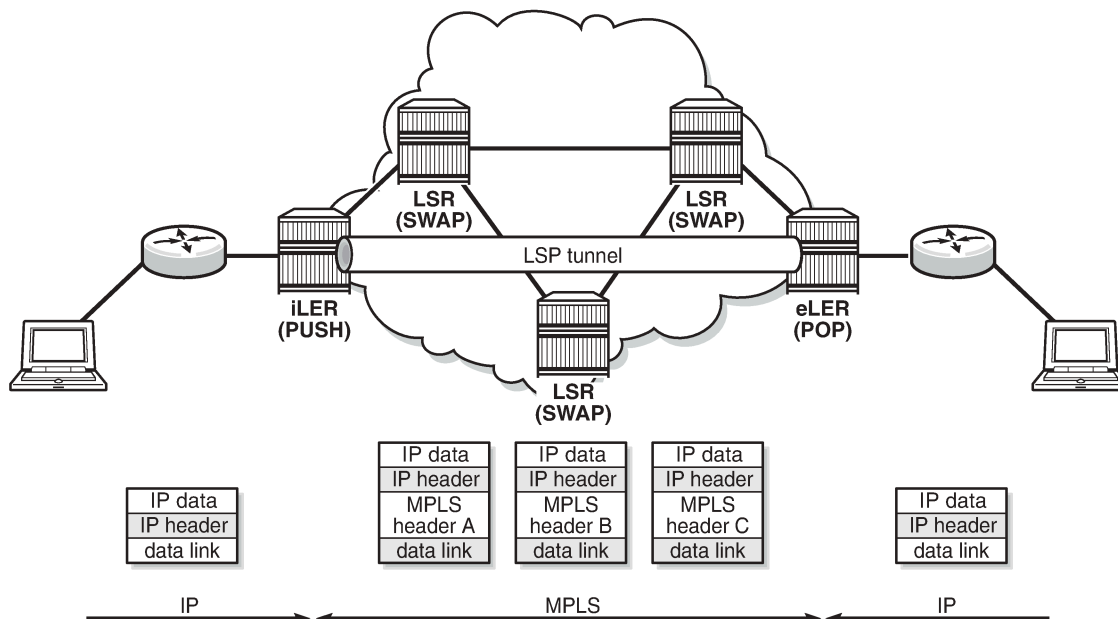 LSR
(SWAP)
LSR
(SWAP)
LSP tunnel
iLER
(PUSH)
eLER
(POP)
LSR
(SWAP)
IP data
IP header
MPLS
header A
data link
IP data
IP header
MPLS
header B
data link
IP data
IP header
MPLS
header C
data link
IP data
IP header
data link
IP data
IP header
data link
IP
MPLS
IP